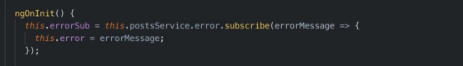 ngOnInit() {
this.errorSub = this.postsService.error.subscribe(errorMessage => {
this.error = errorMessage;
});